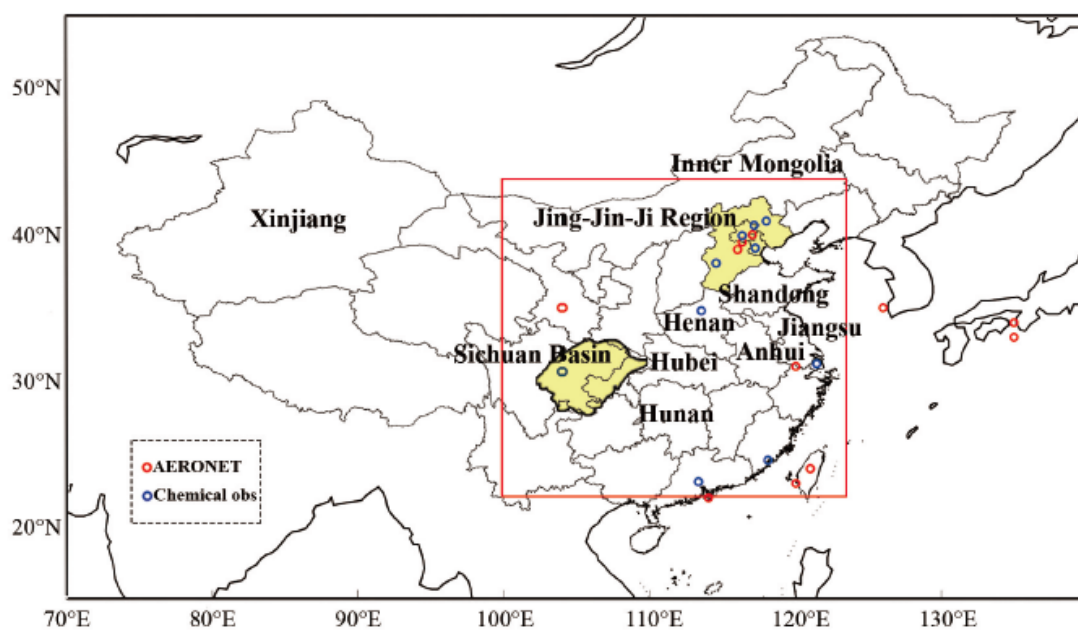 50°N
Inner Mongolia
Xinjiang
Jing-Jin-Ji Region
40°N
Shandong
Henan
Jiangsu
Sichuan Basin
Hubei
Anhui
30°N
Hunan
AERONET
Chemical obs
20°N
70°E
80°E
90°E
100°E
110°E
120°E
130°E